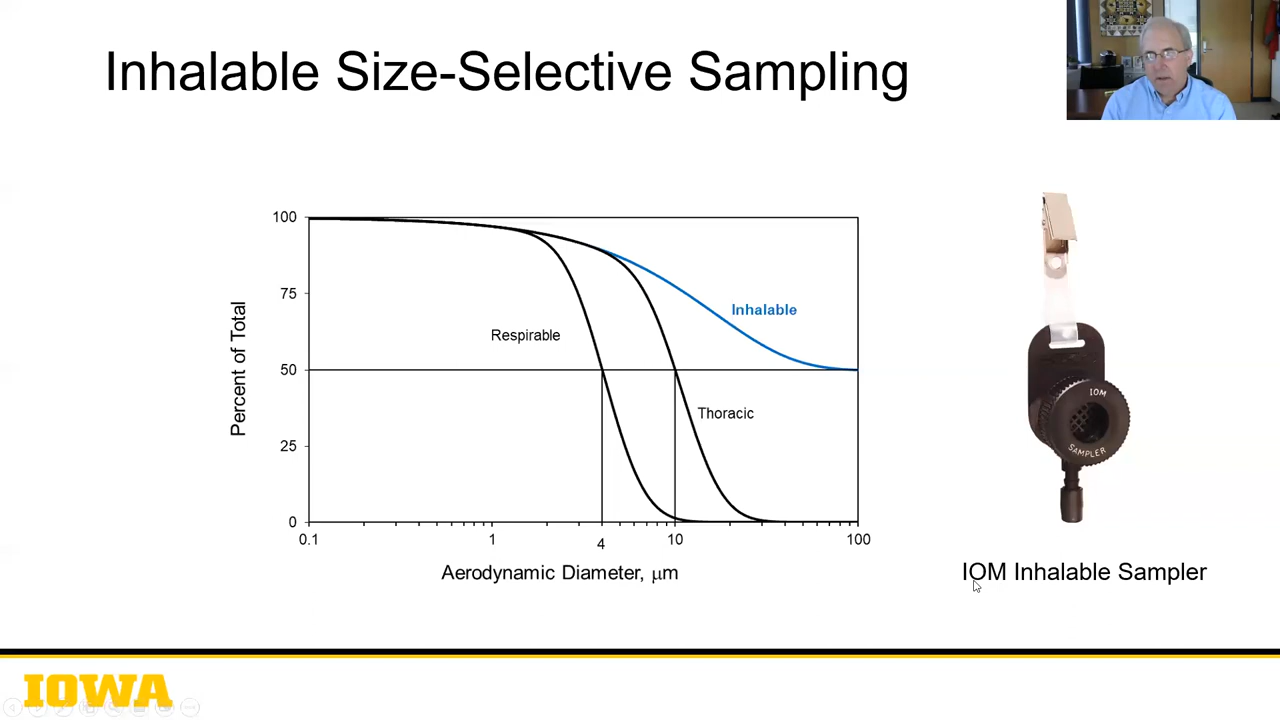 Inhalable Size-Selective Sampling
100
75
50
25
0
Percent of Total
Respirable
Inhalable
Thoracic
0.1
1
4
10
100
Aerodynamic Diameter, μm
IOM
SAMPLER
IOM Inhalable Sampler
IOWA